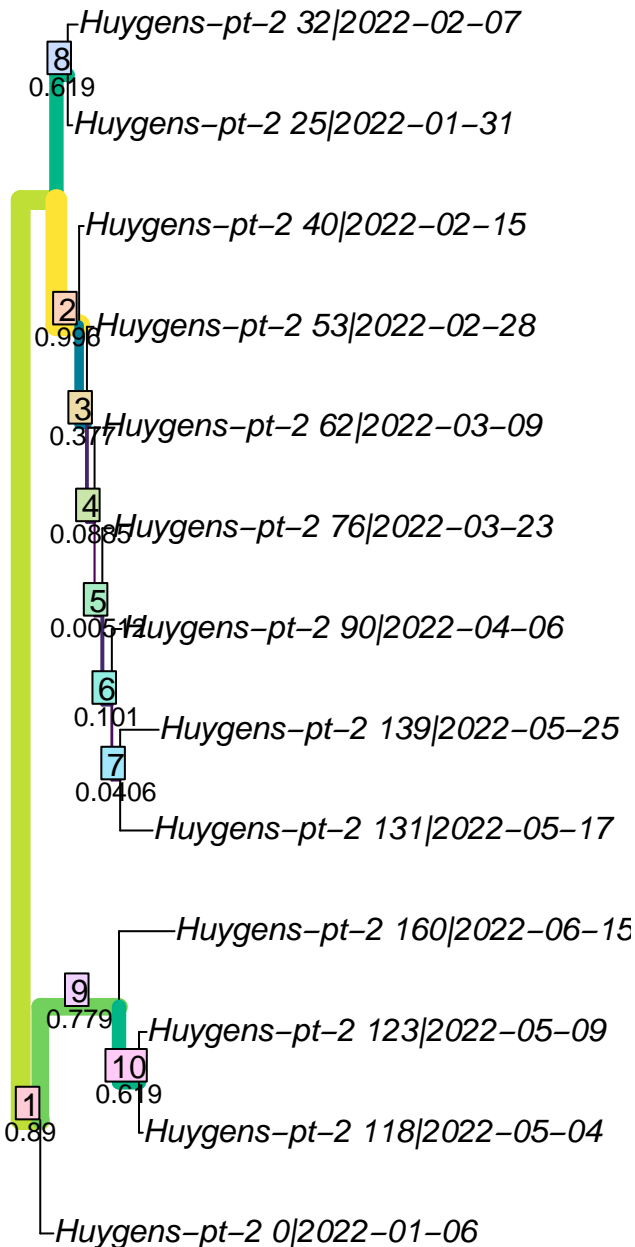 Huygens−pt−2 32|2022−02−07
8
0.619
Huygens−pt−2 25|2022−01−31
Huygens−pt−2 40|2022−02−15
2
0.996
Huygens−pt−2 53|2022−02−28
3
0.377
Huygens−pt−2 62|2022−03−09
4
0.0885
Huygens−pt−2 76|2022−03−23
5
0.00512
Huygens−pt−2 90|2022−04−06
6
0.101
Huygens−pt−2 139|2022−05−25
7
0.0406
Huygens−pt−2 131|2022−05−17
Huygens−pt−2 160|2022−06−15
9
0.779
Huygens−pt−2 123|2022−05−09
10
0.619
1
0.89
Huygens−pt−2 118|2022−05−04
Huygens−pt−2 0|2022−01−06